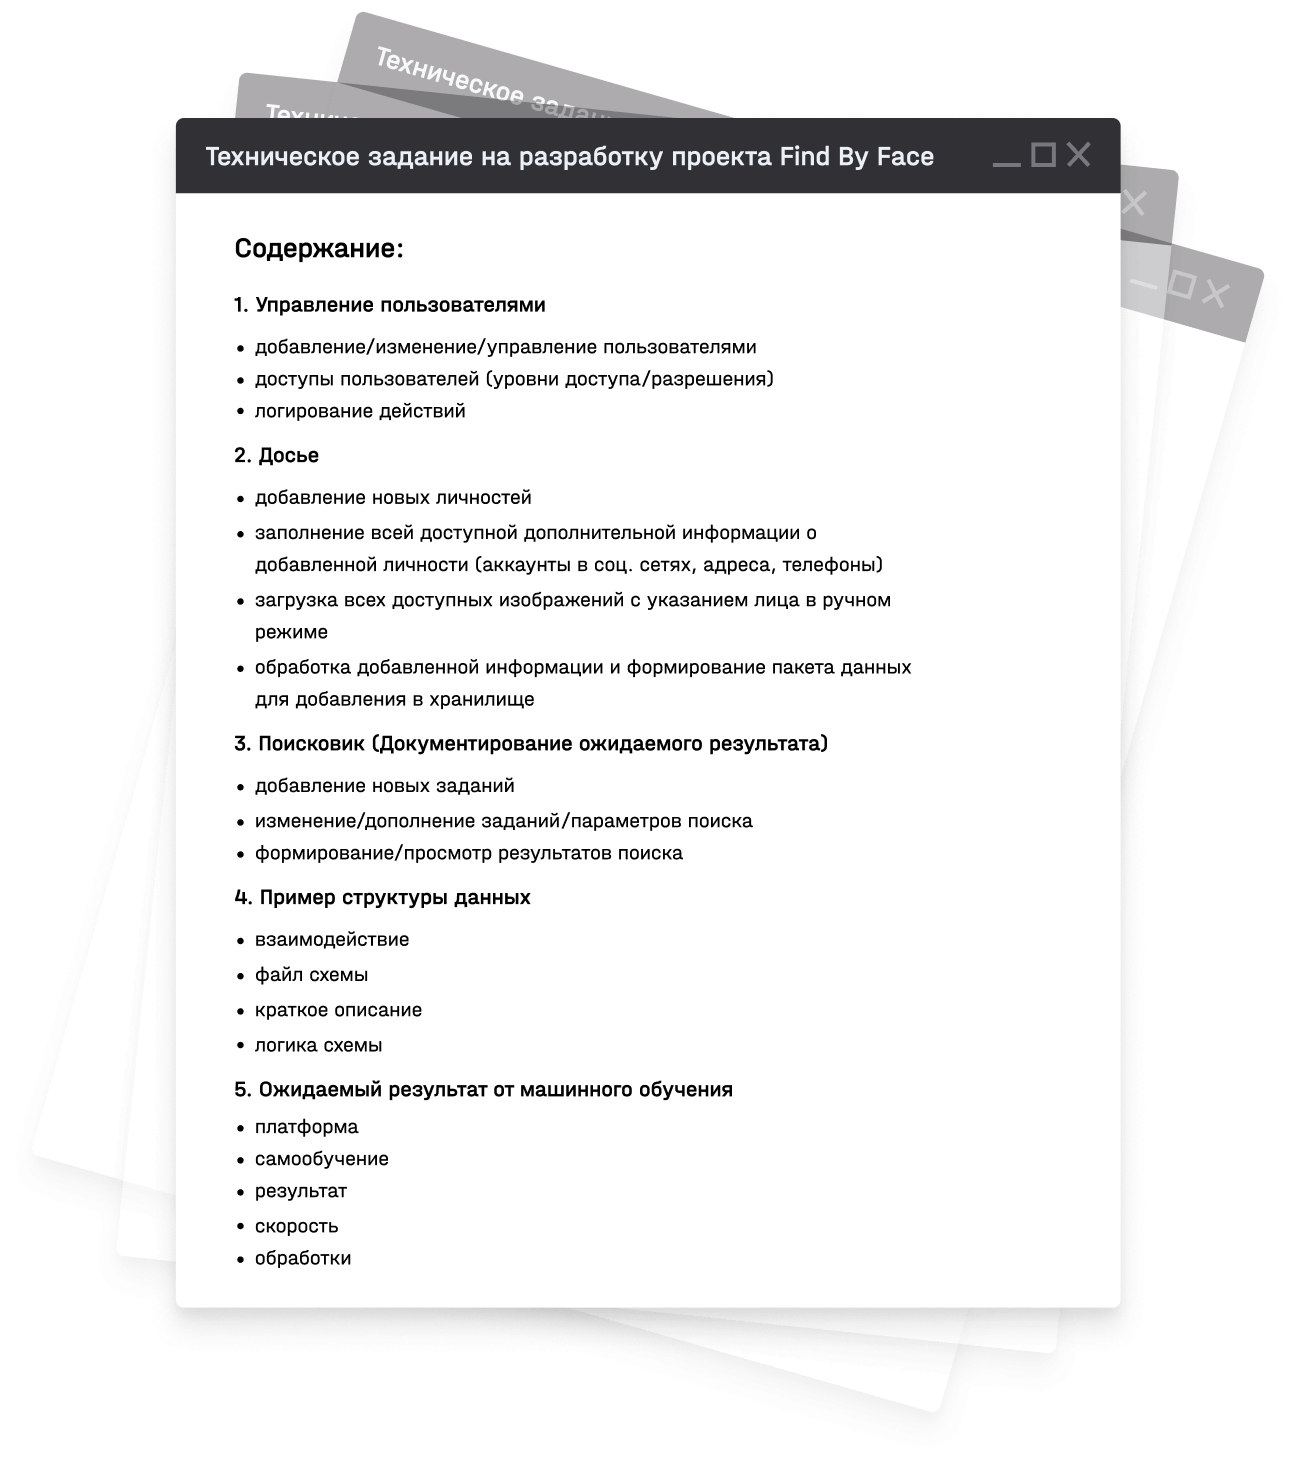 Техническое задани
Технич
Техническое задание на разработку проекта Find By Face
Содержание:
1. Управление пользователями
• добавление/изменение/управление пользователями
• доступы пользователей (уровни доступа/разрешения)
• логирование действий
2. Досье
• добавление новых личностей
• заполнение всей доступной дополнительной информации о
добавленной личности (аккаунты в соц. сетях, адреса, телефоны)
• загрузка всех доступных изображений с указанием лица в ручном
режиме
• обработка добавленной информации и формирование пакета данных
для добавления в хранилище
3. Поисковик (Документирование ожидаемого результата)
• добавление новых заданий
• изменение/дополнение заданий/параметров поиска
• формирование/просмотр результатов поиска
4. Пример структуры данных
• взаимодействие
• файл схемы
• краткое описание
• логика схемы
5. Ожидаемый результат от машинного обучения
• платформа
• самообучение
• результат
• скорость
• обработки